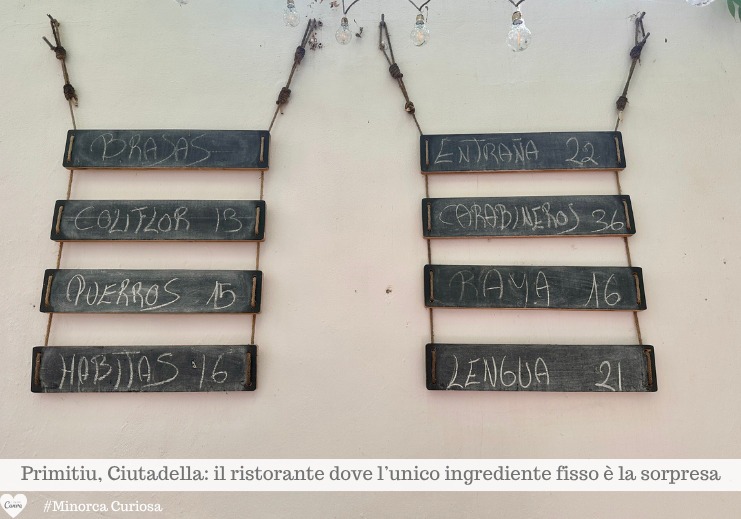 BRASAS
COLIFLOR 13
PUERROS 15
HABITAS 16
ENTRAÑA 22
CARABINEROS 36
RAYA 16
LENGUA 21
Primitiu, Ciutadella: il ristorante dove l'unico ingrediente fisso è la sorpresa
Canva
#Minorca Curiosa